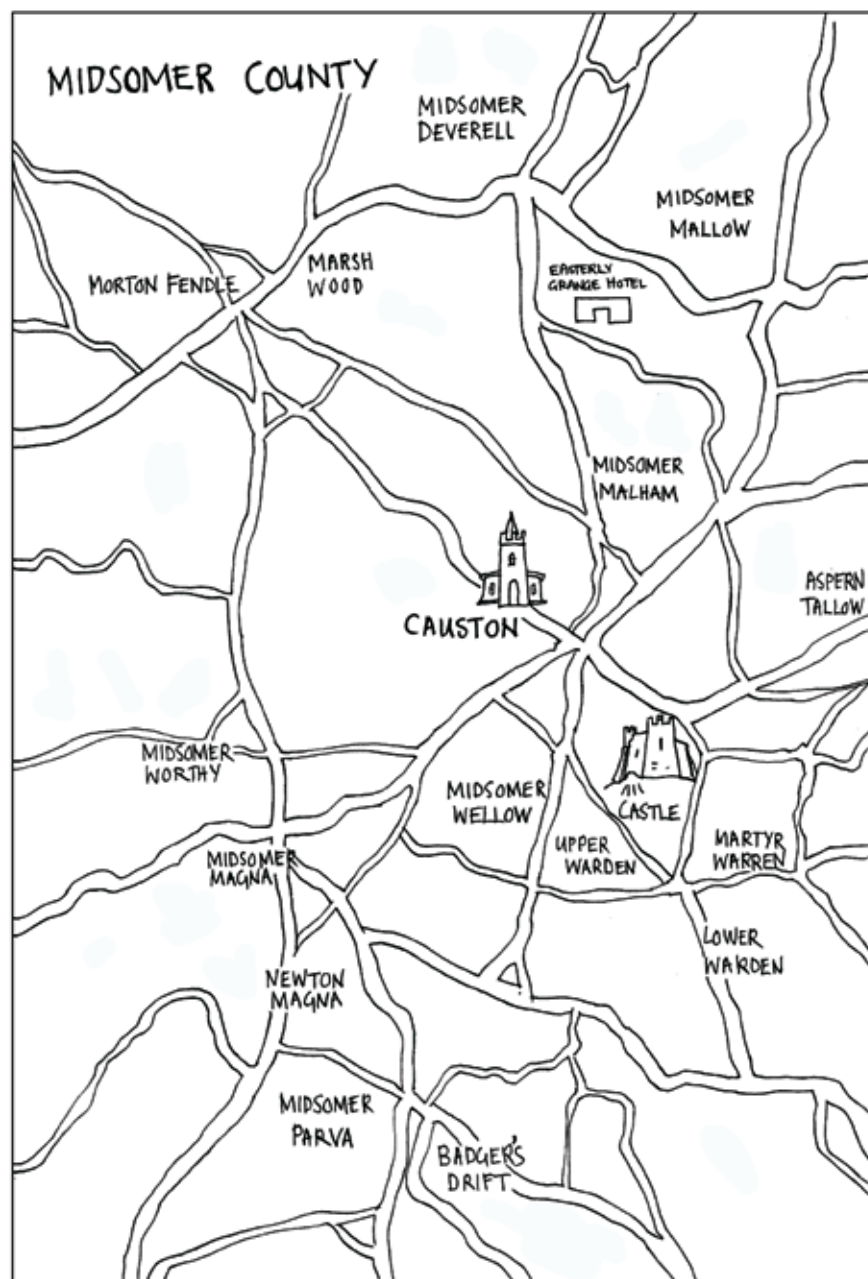 MIDSOMER COUNTY
MIDSOMER
DEVERELL
MIDSOMER
MALLOW
MARSH
WOOD
EASTERLY
GRANGE HOTEL
MORTON FENDLE
MIDSOMER
MALHAM
ASPERN
TALLOW
CAUSTON
MIDSOMER
WORTHY
MIDSOMER
WELLOW
CASTLE
UPPER
WARDEN
MARTYR
WARREN
MIDSOMER
MAGNA
LOWER
WARDEN
NEWTON
MAGNA
MIDSOMER
PARVA
BADGER'S
DRIFT